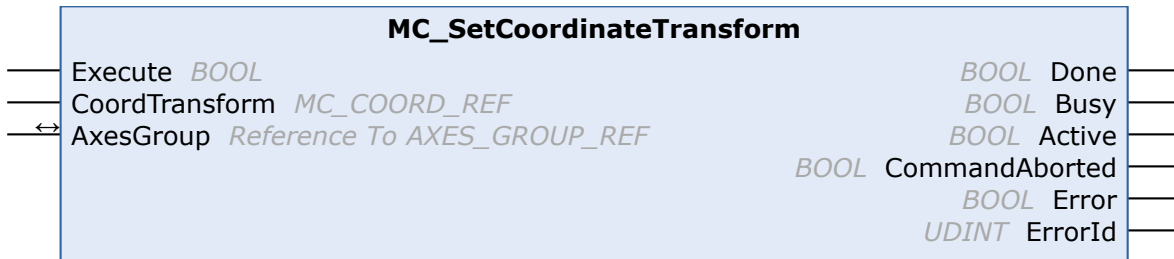 MC_SetCoordinateTransform
Execute BOOL BOOL Done
CoordTransform MC_COORD_REF BOOL Busy
↔ AxesGroup Reference To AXES_GROUP_REF BOOL Active
BOOL CommandAborted
BOOL Error
UDINT ErrorId